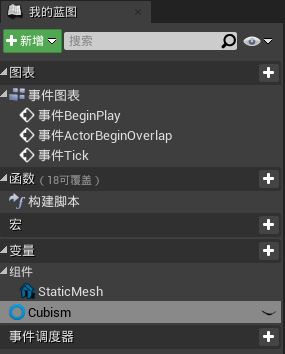 我的蓝图
新增 搜索
图表
事件图表
事件BeginPlay
事件ActorBeginOverlap
事件Tick
函数 (18可覆盖)
构建脚本
宏
变量
组件
StaticMesh
Cubism
事件调度器